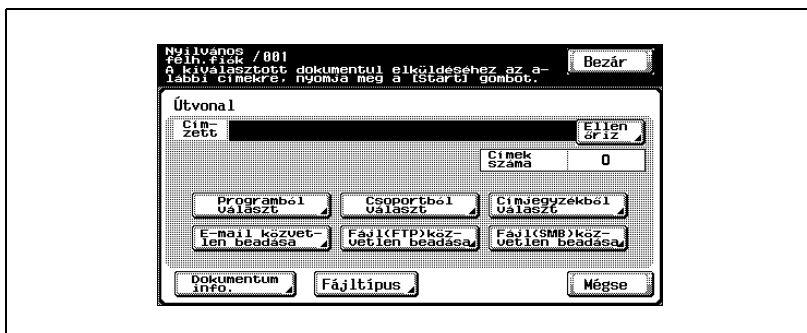 Nyilvános
felh.fiók /001
A kiválasztott dokumentul elküldéséhez az a-
lábbi címekre, nyomja meg a [Start] gombot.
Bezár
Útvonal
Cím-
zett
Ellen
őriz
Címek
száma
0
Programból
választ
Csoportból
választ
Címjegyzékből
választ
E-mail közvet-
len beadása
Fájl(FTP)köz-
vetlen beadása
Fájl(SMB)köz-
vetlen beadása
Dokumentum
info.
Fájltípus
Mégse